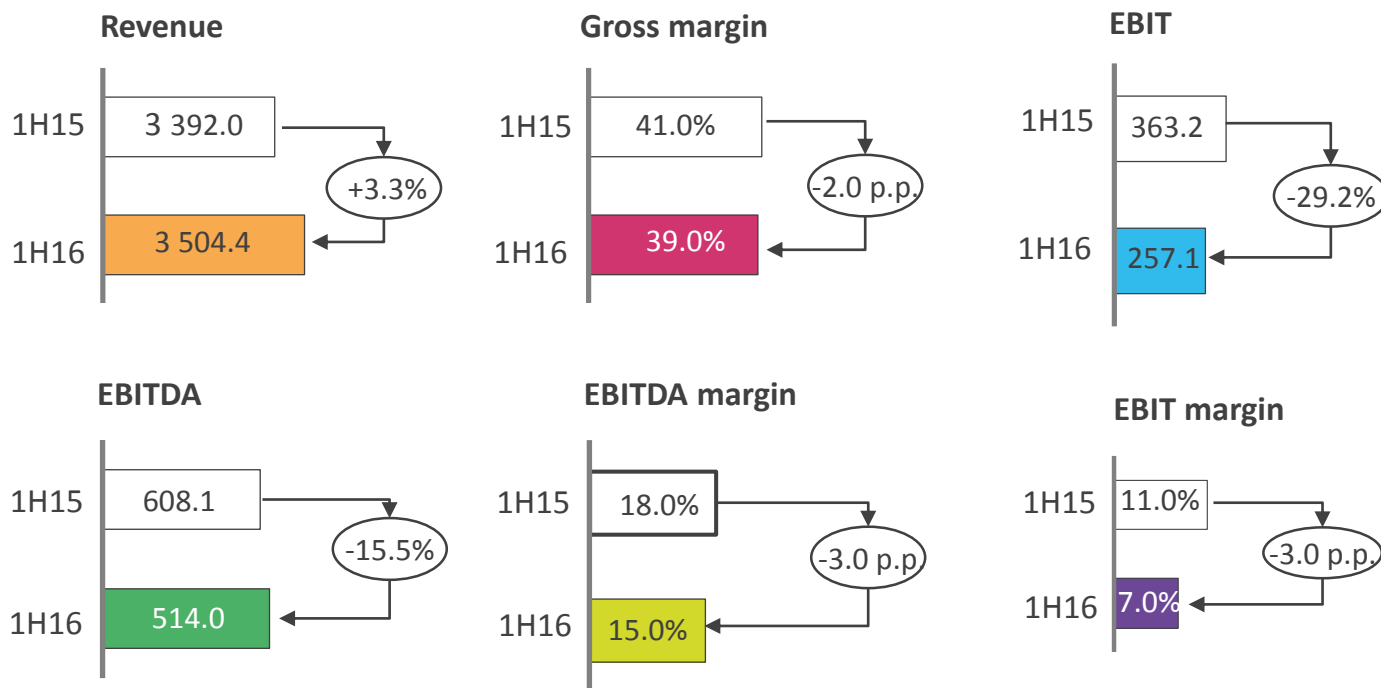 Revenue
1H15
3 392.0
+3.3%
1H16
3 504.4
Gross margin
1H15
41.0%
-2.0 p.p.
1H16
39.0%
EBIT
1H15
363.2
-29.2%
1H16
257.1
EBITDA
1H15
608.1
-15.5%
1H16
514.0
EBITDA margin
1H15
18.0%
-3.0 p.p.
1H16
15.0%
EBIT margin
1H15
11.0%
-3.0 p.p.
1H16
7.0%